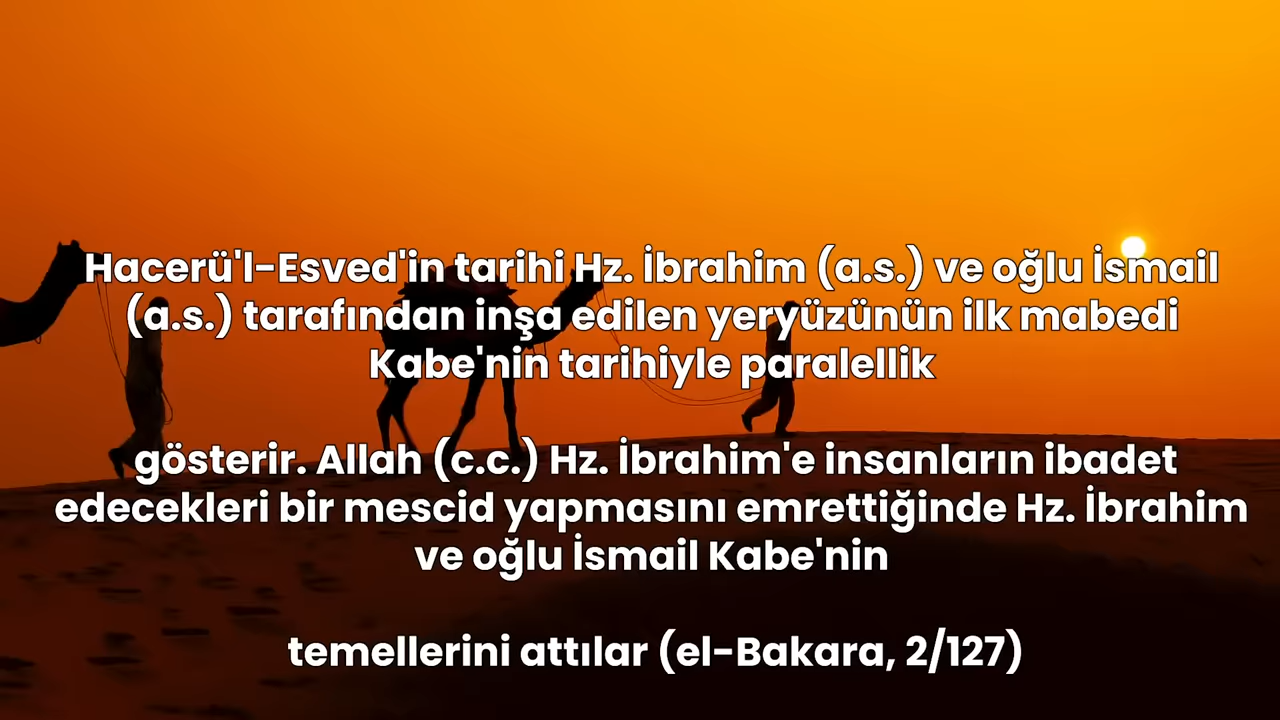 Hacerü'l-Esved'in tarihi Hz. İbrahim (a.s.) ve oğlu İsmail
(a.s.) tarafından inşa edilen yeryüzünün ilk mabedi
Kabe'nin tarihiyle paralellik
gösterir. Allah (c.c.) Hz. İbrahim'e insanların ibadet
edecekleri bir mescid yapmasını emrettiğinde Hz. İbrahim
ve oğlu İsmail Kabe'nin
temellerini attılar (el-Bakara, 2/127)